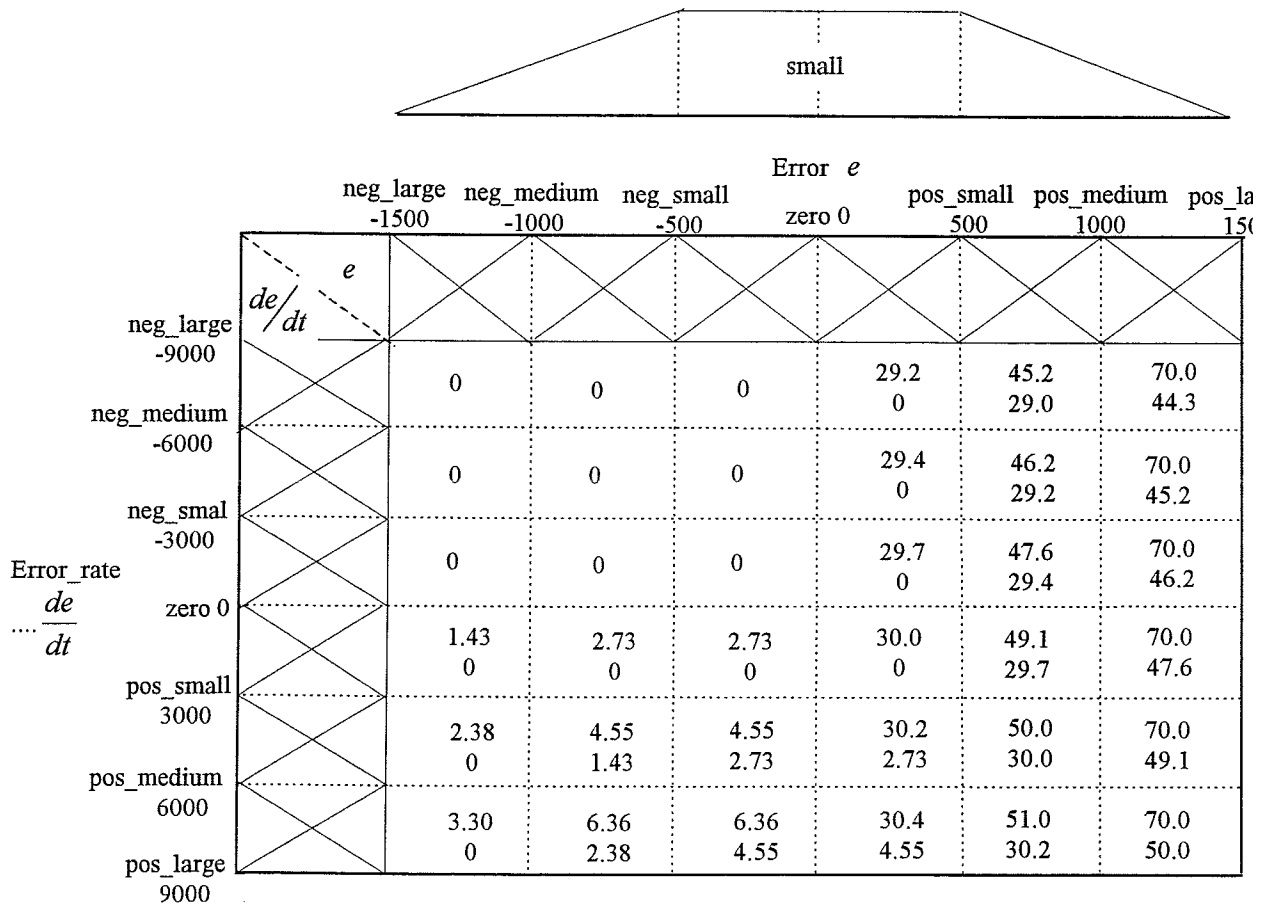 small
Error e
neg_large neg_medium neg_small pos_small pos_medium pos_la
-1500 -1000 -500 zero 0 500 1000 150
e
de/dt
neg_large
-9000
29.2 45.2 70.0
0 0 0
0 29.0 44.3
neg_medium
-6000
29.4 46.2 70.0
0 0 0
0 29.2 45.2
neg_smal
-3000
29.7 47.6 70.0
0 0 0
0 29.4 46.2
Error_rate
.... de/dt
zero 0
1.43 2.73 2.73 30.0 49.1 70.0
0 0 0 0 29.7 47.6
pos_small
3000
2.38 4.55 4.55 30.2 50.0 70.0
0 1.43 2.73 2.73 30.0 49.1
pos_medium
6000
3.30 6.36 6.36 30.4 51.0 70.0
0 2.38 4.55 4.55 30.2 50.0
pos_large
9000